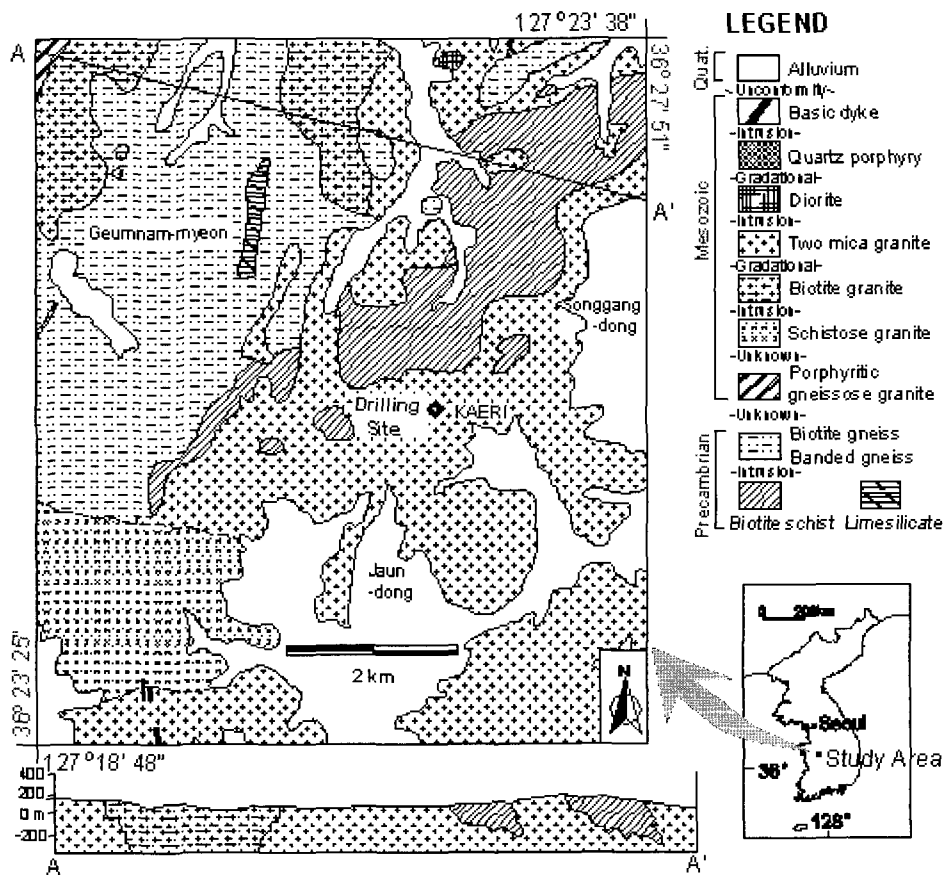 127° 23' 38"
36° 27' 51"
A
A'
Geumnam-myeon
Songgang
-dong
Drilling
Site
KAERI
Jaun
-dong
2 km
N
36° 23' 25"
127° 18' 48"
400
200
0 m
-200
A
A'
LEGEND
Quat.
Alluvium
-Unconformity-
Mesozoic
Basic dyke
-Intrusion-
Quartz porphyry
-Gradational-
Diorite
-Intrusion-
Two mica granite
-Gradational-
Biotite granite
-Intrusion-
Schistose granite
-Unknown-
Porphyritic
gneissose granite
-Unknown-
Precambrian
Biotite gneiss
Banded gneiss
-Intrusion-
Biotite schist
Limesilicate
0 200km
Seoul
Study Area
36°
128°